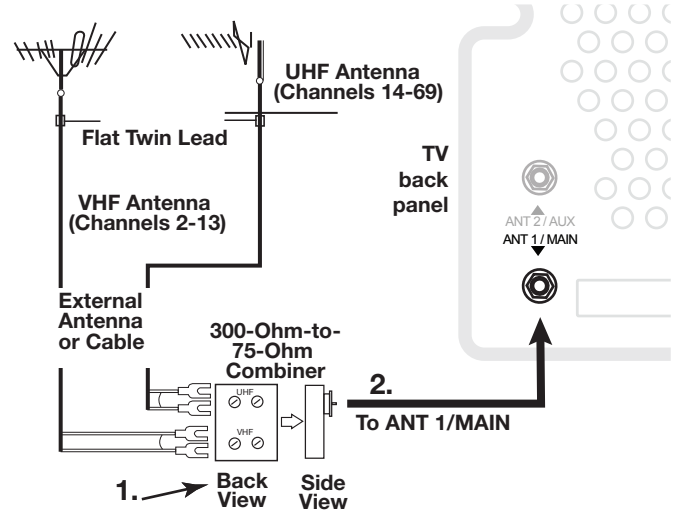 UHF Antenna
(Channels 14-69)
Flat Twin Lead
TV
back
panel
VHF Antenna
(Channels 2-13)
ANT 2 / AUX
ANT 1 / MAIN
External
Antenna
or Cable
300-Ohm-to-
75-Ohm
Combiner
UHF
VHF
2.
To ANT 1/MAIN
1.
Back
View
Side
View